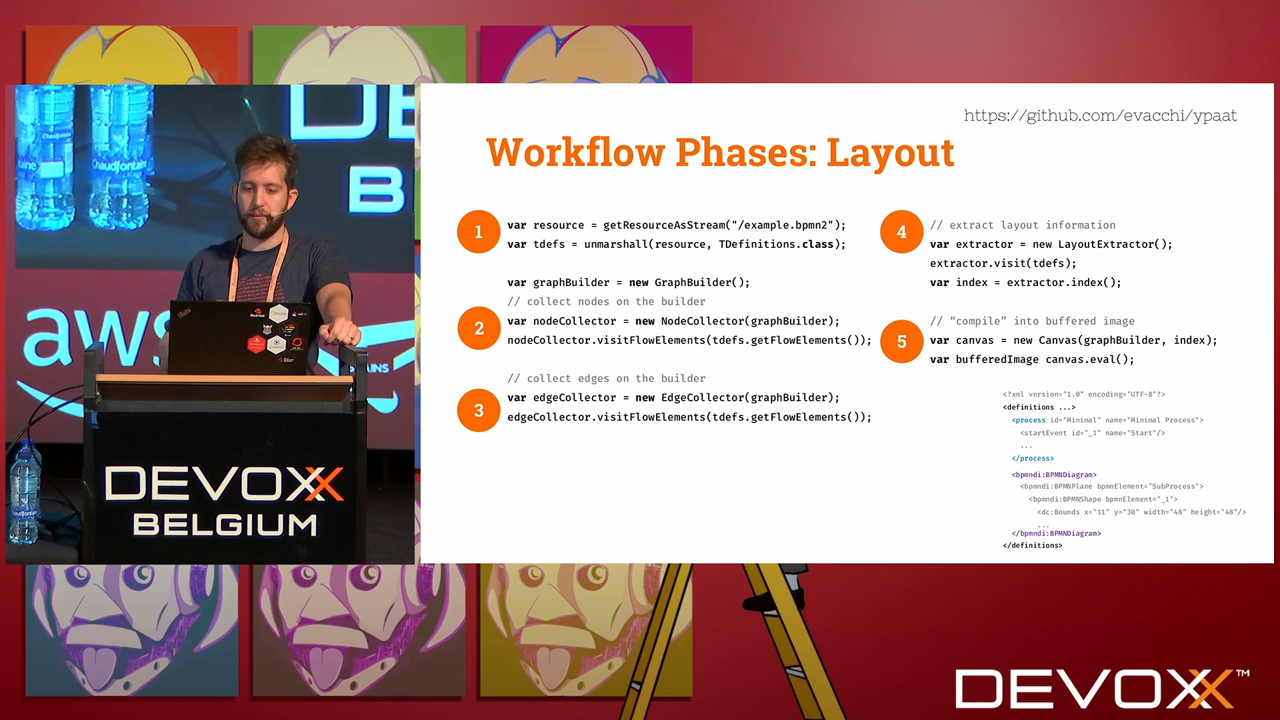 https://github.com/evacchi/ypaat
Workflow Phases: Layout
1
var resource = getResourceAsStream("/example.bpmn2");
var tdefs = unmarshall(resource, TDefinitions.class);
var graphBuilder = new GraphBuilder();
2
// collect nodes on the builder
var nodeCollector = new NodeCollector(graphBuilder);
nodeCollector.visitFlowElements(tdefs.getFlowElements());
3
// collect edges on the builder
var edgeCollector = new EdgeCollector(graphBuilder);
edgeCollector.visitFlowElements(tdefs.getFlowElements());
4
// extract layout information
var extractor = new LayoutExtractor();
extractor.visit(tdefs);
var index = extractor.index();
5
// “compile” into buffered image
var canvas = new Canvas(graphBuilder, index);
var bufferedImage canvas.eval();
<?xml version="1.0" encoding="UTF-8"?>
<definitions ...>
<process id="Minimal" name="Minimal Process">
<startEvent id="_1" name="Start"/>
...
</process>
<bpmndi:BPMNDiagram>
<bpmndi:BPMNPlane bpmnElement="SubProcess">
<bpmndi:BPMNShape bpmnElement="_1">
<dc:Bounds x="11" y="30" width="48" height="48"/>
...
</bpmndi:BPMNDiagram>
</definitions>
DEV
B
aws
Chaudfontaine
Red Hat
DEVOXX
BELGIUM
DEVOXX™